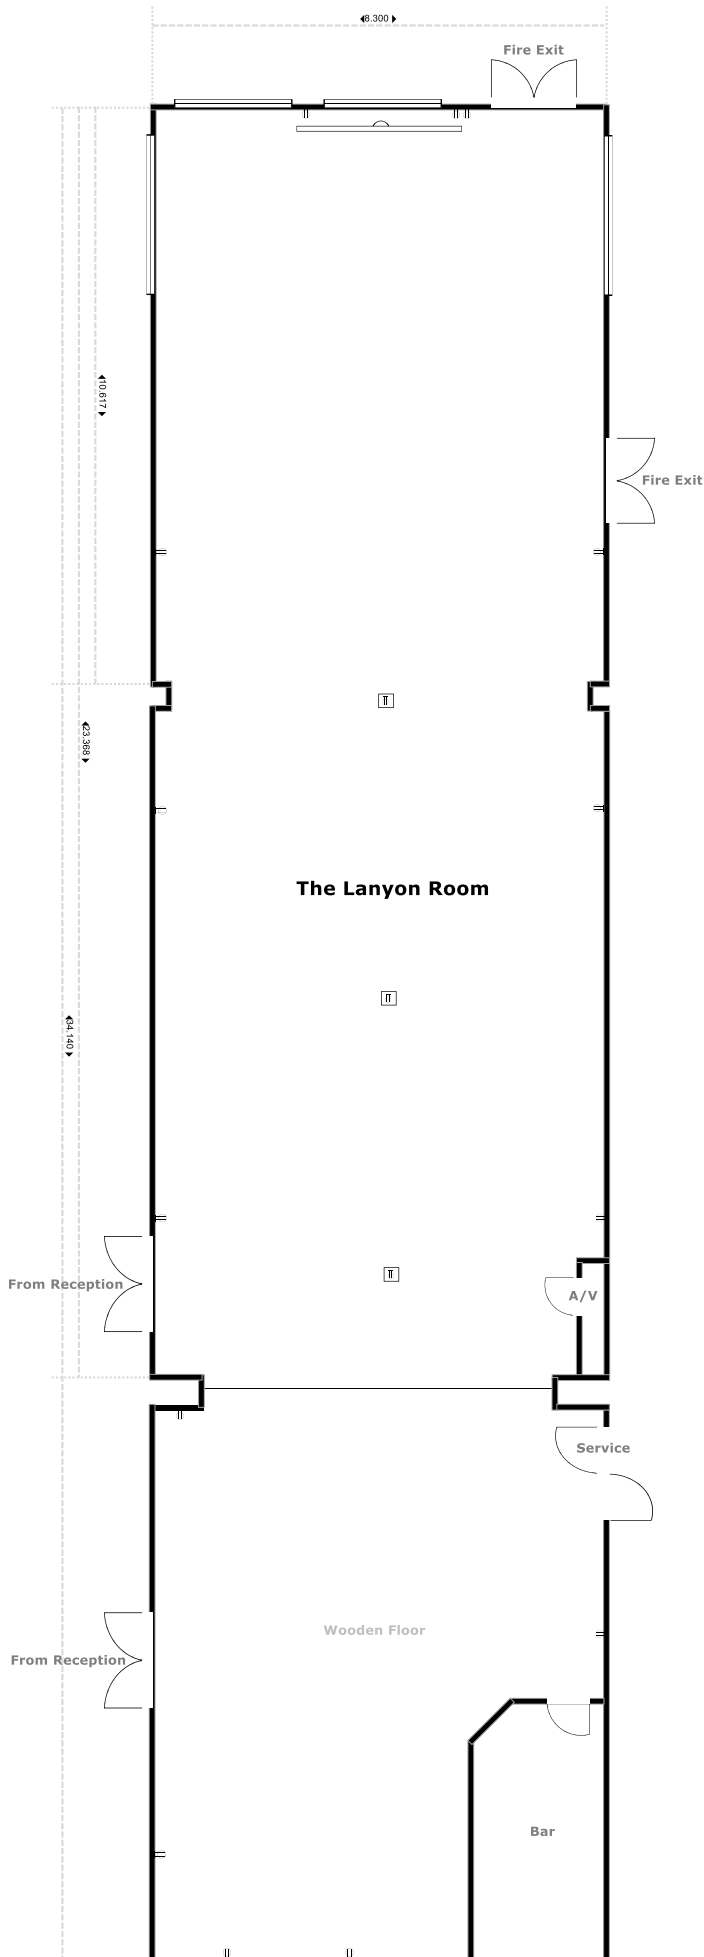 8.300
Fire Exit
10.617
Fire Exit
23.368
The Lanyon Room
34.140
From Reception
A/V
Service
Wooden Floor
From Reception
Bar